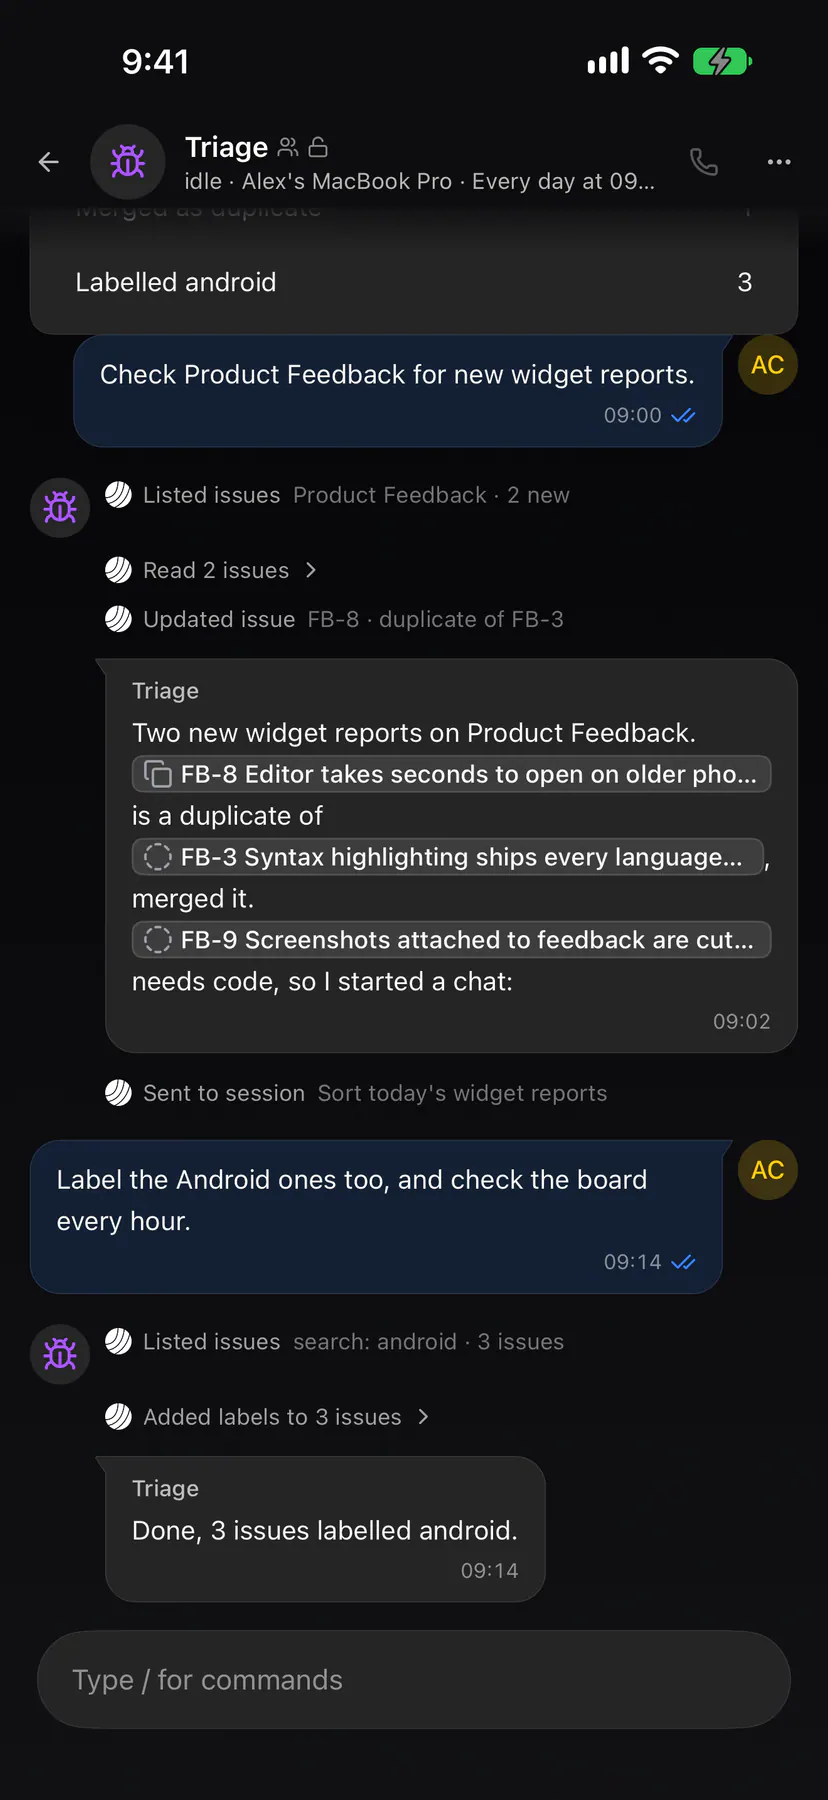 9:41
Triage
idle · Alex's MacBook Pro · Every day at 09...
Merged as duplicate 1
Labelled android 3
Check Product Feedback for new widget reports.
AC
09:00
Listed issues Product Feedback · 2 new
Read 2 issues
Updated issue FB-8 · duplicate of FB-3
Triage
Two new widget reports on Product Feedback.
FB-8 Editor takes seconds to open on older pho...
is a duplicate of
FB-3 Syntax highlighting ships every language... ,
merged it.
FB-9 Screenshots attached to feedback are cut...
needs code, so I started a chat:
09:02
Sent to session Sort today's widget reports
Label the Android ones too, and check the board
every hour.
AC
09:14
Listed issues search: android · 3 issues
Added labels to 3 issues
Triage
Done, 3 issues labelled android.
09:14
Type / for commands